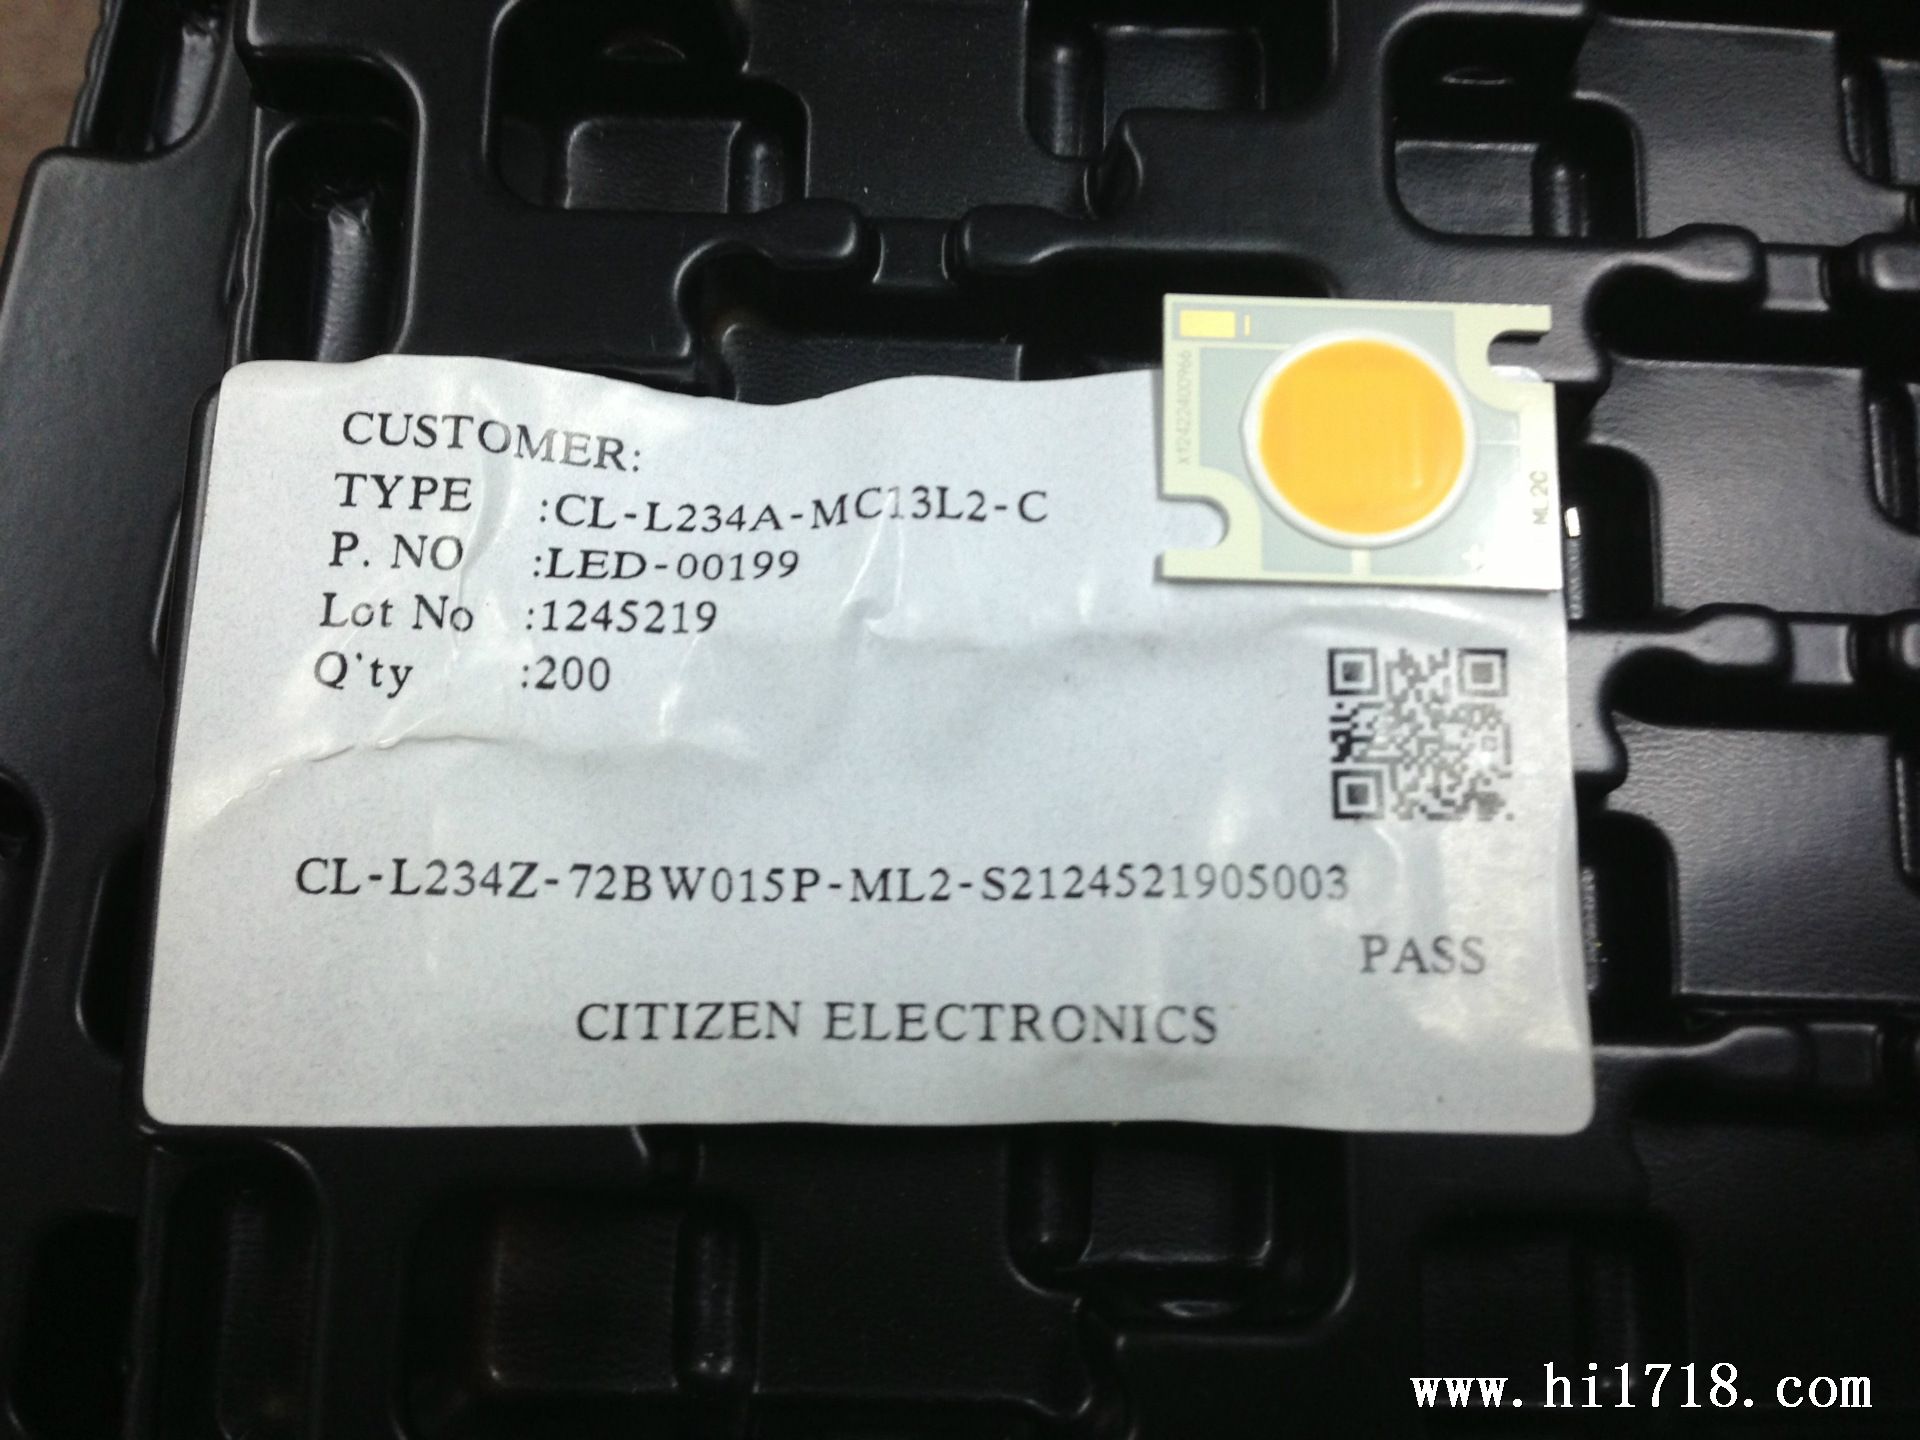 CUSTOMER:
TYPE :CL-L234A-MC13L2-C
P. NO :LED-00199
Lot No :1245219
Q'ty :200
CL-L234Z-72BW015P-ML2-S2124521905003
PASS
CITIZEN ELECTRONICS
ML2C
www.hi1718.com